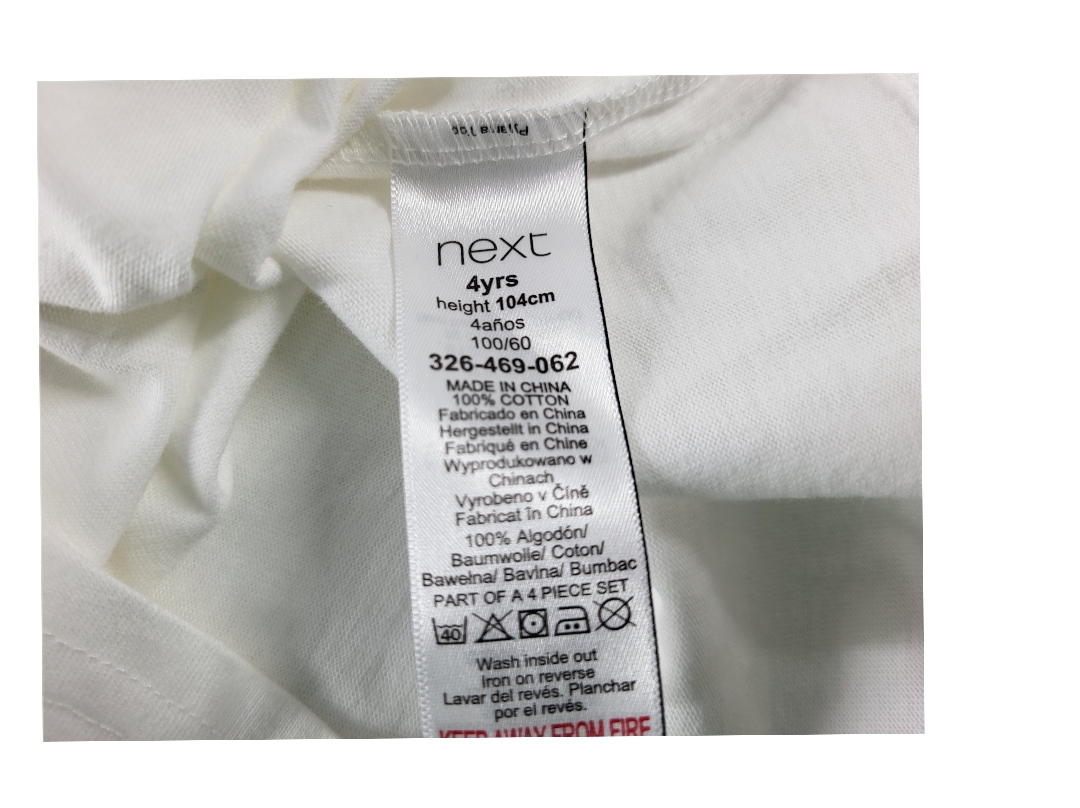 next
4yrs
height 104cm
4años
100/60
326-469-062
MADE IN CHINA
100% COTTON
Fabricado en China
Hergestellt in China
Fabriqué en Chine
Wyprodukowano w
Chinach
Vyrobeno v Číně
Fabricat în China
100% Algodón/
Baumwolle/ Coton/
Bawełna/ Bavlna/ Bumbac
PART OF A 4 PIECE SET
40
Wash inside out
Iron on reverse
Lavar del revés. Planchar
por el revés.
KEEP AWAY FROM FIRE